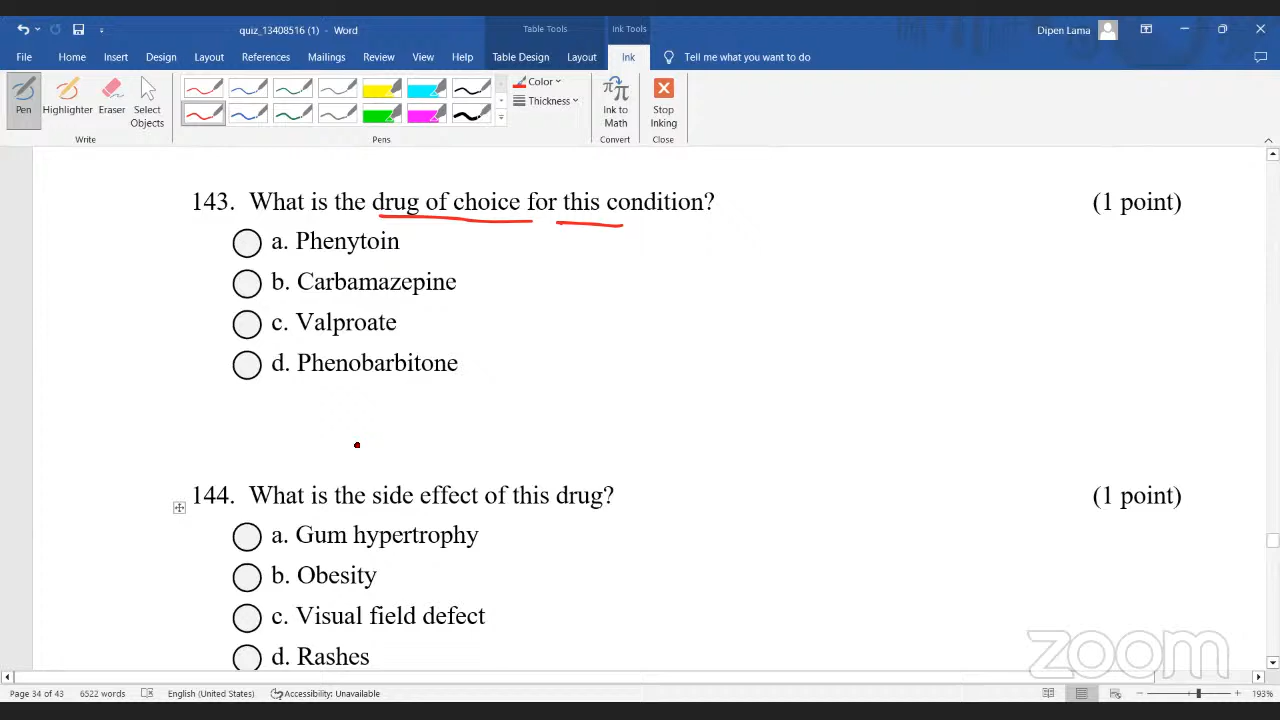 quiz_13408516 (1) - Word
Table Tools
Ink Tools
Dipen Lama
File Home Insert Design Layout References Mailings Review View Help Table Design Layout Ink Tell me what you want to do
Pen Highlighter Eraser Select Objects
Color
Thickness
Ink to Math
Stop Inking
Write
Pens
Convert
Close
143. What is the drug of choice for this condition? (1 point)
a. Phenytoin
b. Carbamazepine
c. Valproate
d. Phenobarbitone
144. What is the side effect of this drug? (1 point)
a. Gum hypertrophy
b. Obesity
c. Visual field defect
d. Rashes
zoom
Page 34 of 43 6522 words English (United States) Accessibility: Unavailable 193%